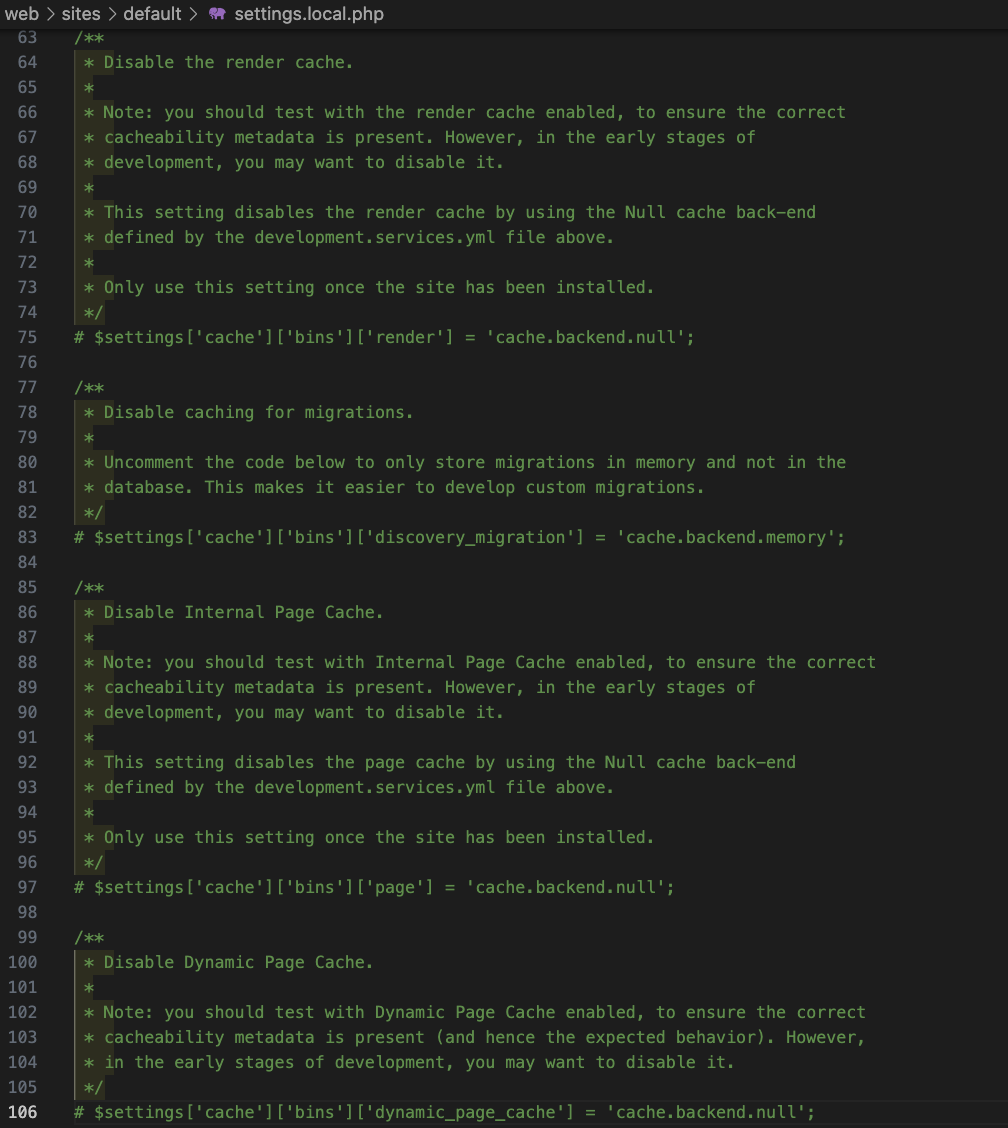 web > sites > default > settings.local.php
63 /**
64 * Disable the render cache.
65 *
66 * Note: you should test with the render cache enabled, to ensure the correct
67 * cacheability metadata is present. However, in the early stages of
68 * development, you may want to disable it.
69 *
70 * This setting disables the render cache by using the Null cache back-end
71 * defined by the development.services.yml file above.
72 *
73 * Only use this setting once the site has been installed.
74 */
75 # $settings['cache']['bins']['render'] = 'cache.backend.null';
76
77 /**
78 * Disable caching for migrations.
79 *
80 * Uncomment the code below to only store migrations in memory and not in the
81 * database. This makes it easier to develop custom migrations.
82 */
83 # $settings['cache']['bins']['discovery_migration'] = 'cache.backend.memory';
84
85 /**
86 * Disable Internal Page Cache.
87 *
88 * Note: you should test with Internal Page Cache enabled, to ensure the correct
89 * cacheability metadata is present. However, in the early stages of
90 * development, you may want to disable it.
91 *
92 * This setting disables the page cache by using the Null cache back-end
93 * defined by the development.services.yml file above.
94 *
95 * Only use this setting once the site has been installed.
96 */
97 # $settings['cache']['bins']['page'] = 'cache.backend.null';
98
99 /**
100 * Disable Dynamic Page Cache.
101 *
102 * Note: you should test with Dynamic Page Cache enabled, to ensure the correct
103 * cacheability metadata is present (and hence the expected behavior). However,
104 * in the early stages of development, you may want to disable it.
105 */
106 # $settings['cache']['bins']['dynamic_page_cache'] = 'cache.backend.null';